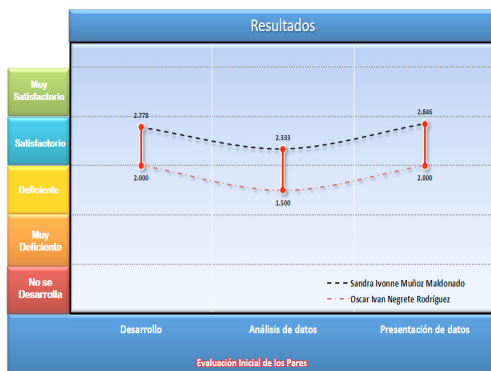 Resultados
Muy
Satisfactorio
Satisfactorio
Deficiente
Muy
Deficiente
No se
Desarrolla
2.778
2.333
2.846
2.000
1.500
2.000
Sandra Ivonne Muñoz Maldonado
Oscar Ivan Negrete Rodríguez
Desarrollo
Análisis de datos
Presentación de datos
Evaluación Inicial de los Pares